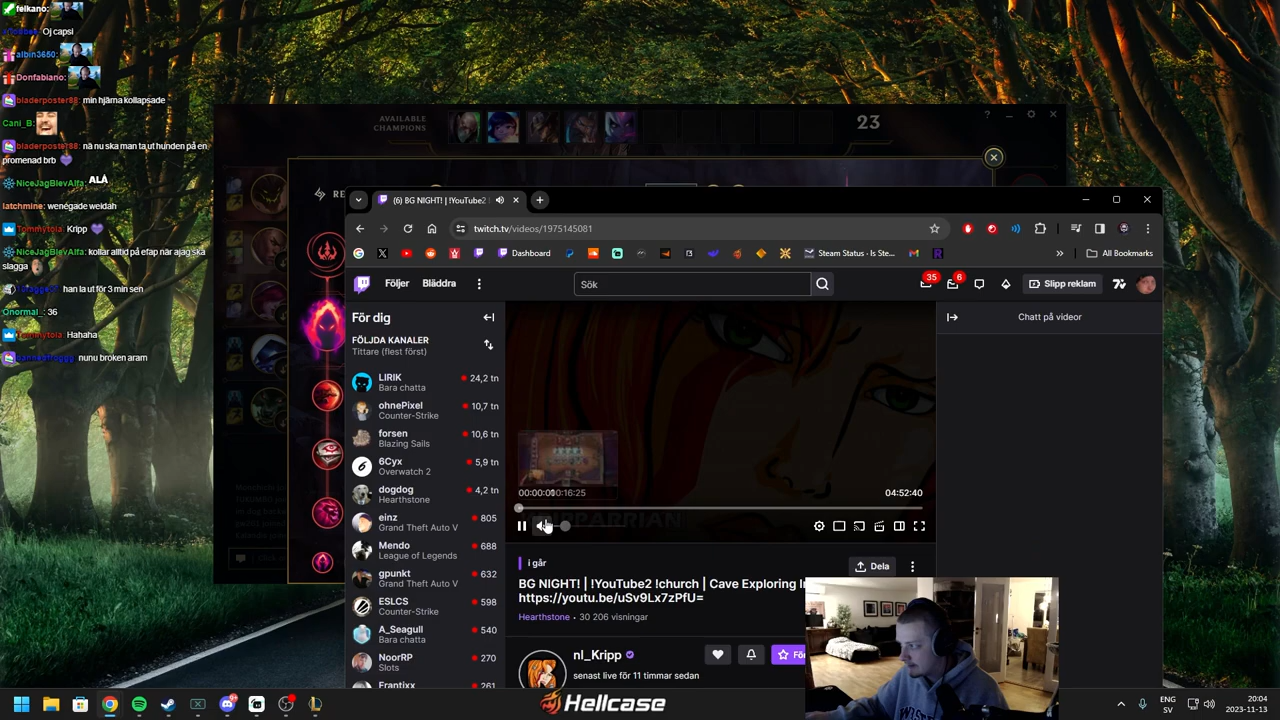 felkano:
Oj capsi
albin3650:
Donfabiano:
bladerposter88: min hjärna kollapsade
Cani_B:
bladerposter88: nä nu ska man ta ut hunden på en
promenad brb
NiceJagBlevAlfa: ALÅ
latchmine: wenegade weidah
Tommytoia: Kripp
NiceJagBlevAlfa: kollar alltid på efap när ajag ska
slagga
han la ut för 3 min sen
Onormal_: 36
Tommytoia: Hahaha
nunu broken aram
AVAILABLE
CHAMPIONS
23
RE
(6) BG NIGHT! | !YouTube2
twitch.tv/videos/1975145081
Dashboard
Steam Status · Is Ste...
All Bookmarks
Följer
Bläddra
Sök
35
6
Slipp reklam
För dig
FÖLJDA KANALER
Tittare (flest först)
LIRIK
Bara chatta
24,2 tn
ohnePixel
Counter-Strike
10,7 tn
forsen
Blazing Sails
10,6 tn
6Cyx
Overwatch 2
5,9 tn
dogdog
Hearthstone
4,2 tn
einz
Grand Theft Auto V
805
Mendo
League of Legends
688
gpunkt
Grand Theft Auto V
632
ESLCS
Counter-Strike
598
A_Seagull
Bara chatta
540
NoorRP
Slots
270
Frantixx
261
Chatt på videor
04:52:40
i går
Dela
BG NIGHT! | !YouTube2 !church | Cave Exploring
https://youtu.be/uSv9Lx7zPfU=
Hearthstone • 30 206 visningar
nl_Kripp
senast live för 11 timmar sedan
Hellcase
ENG
SV
20:04
2023-11-13